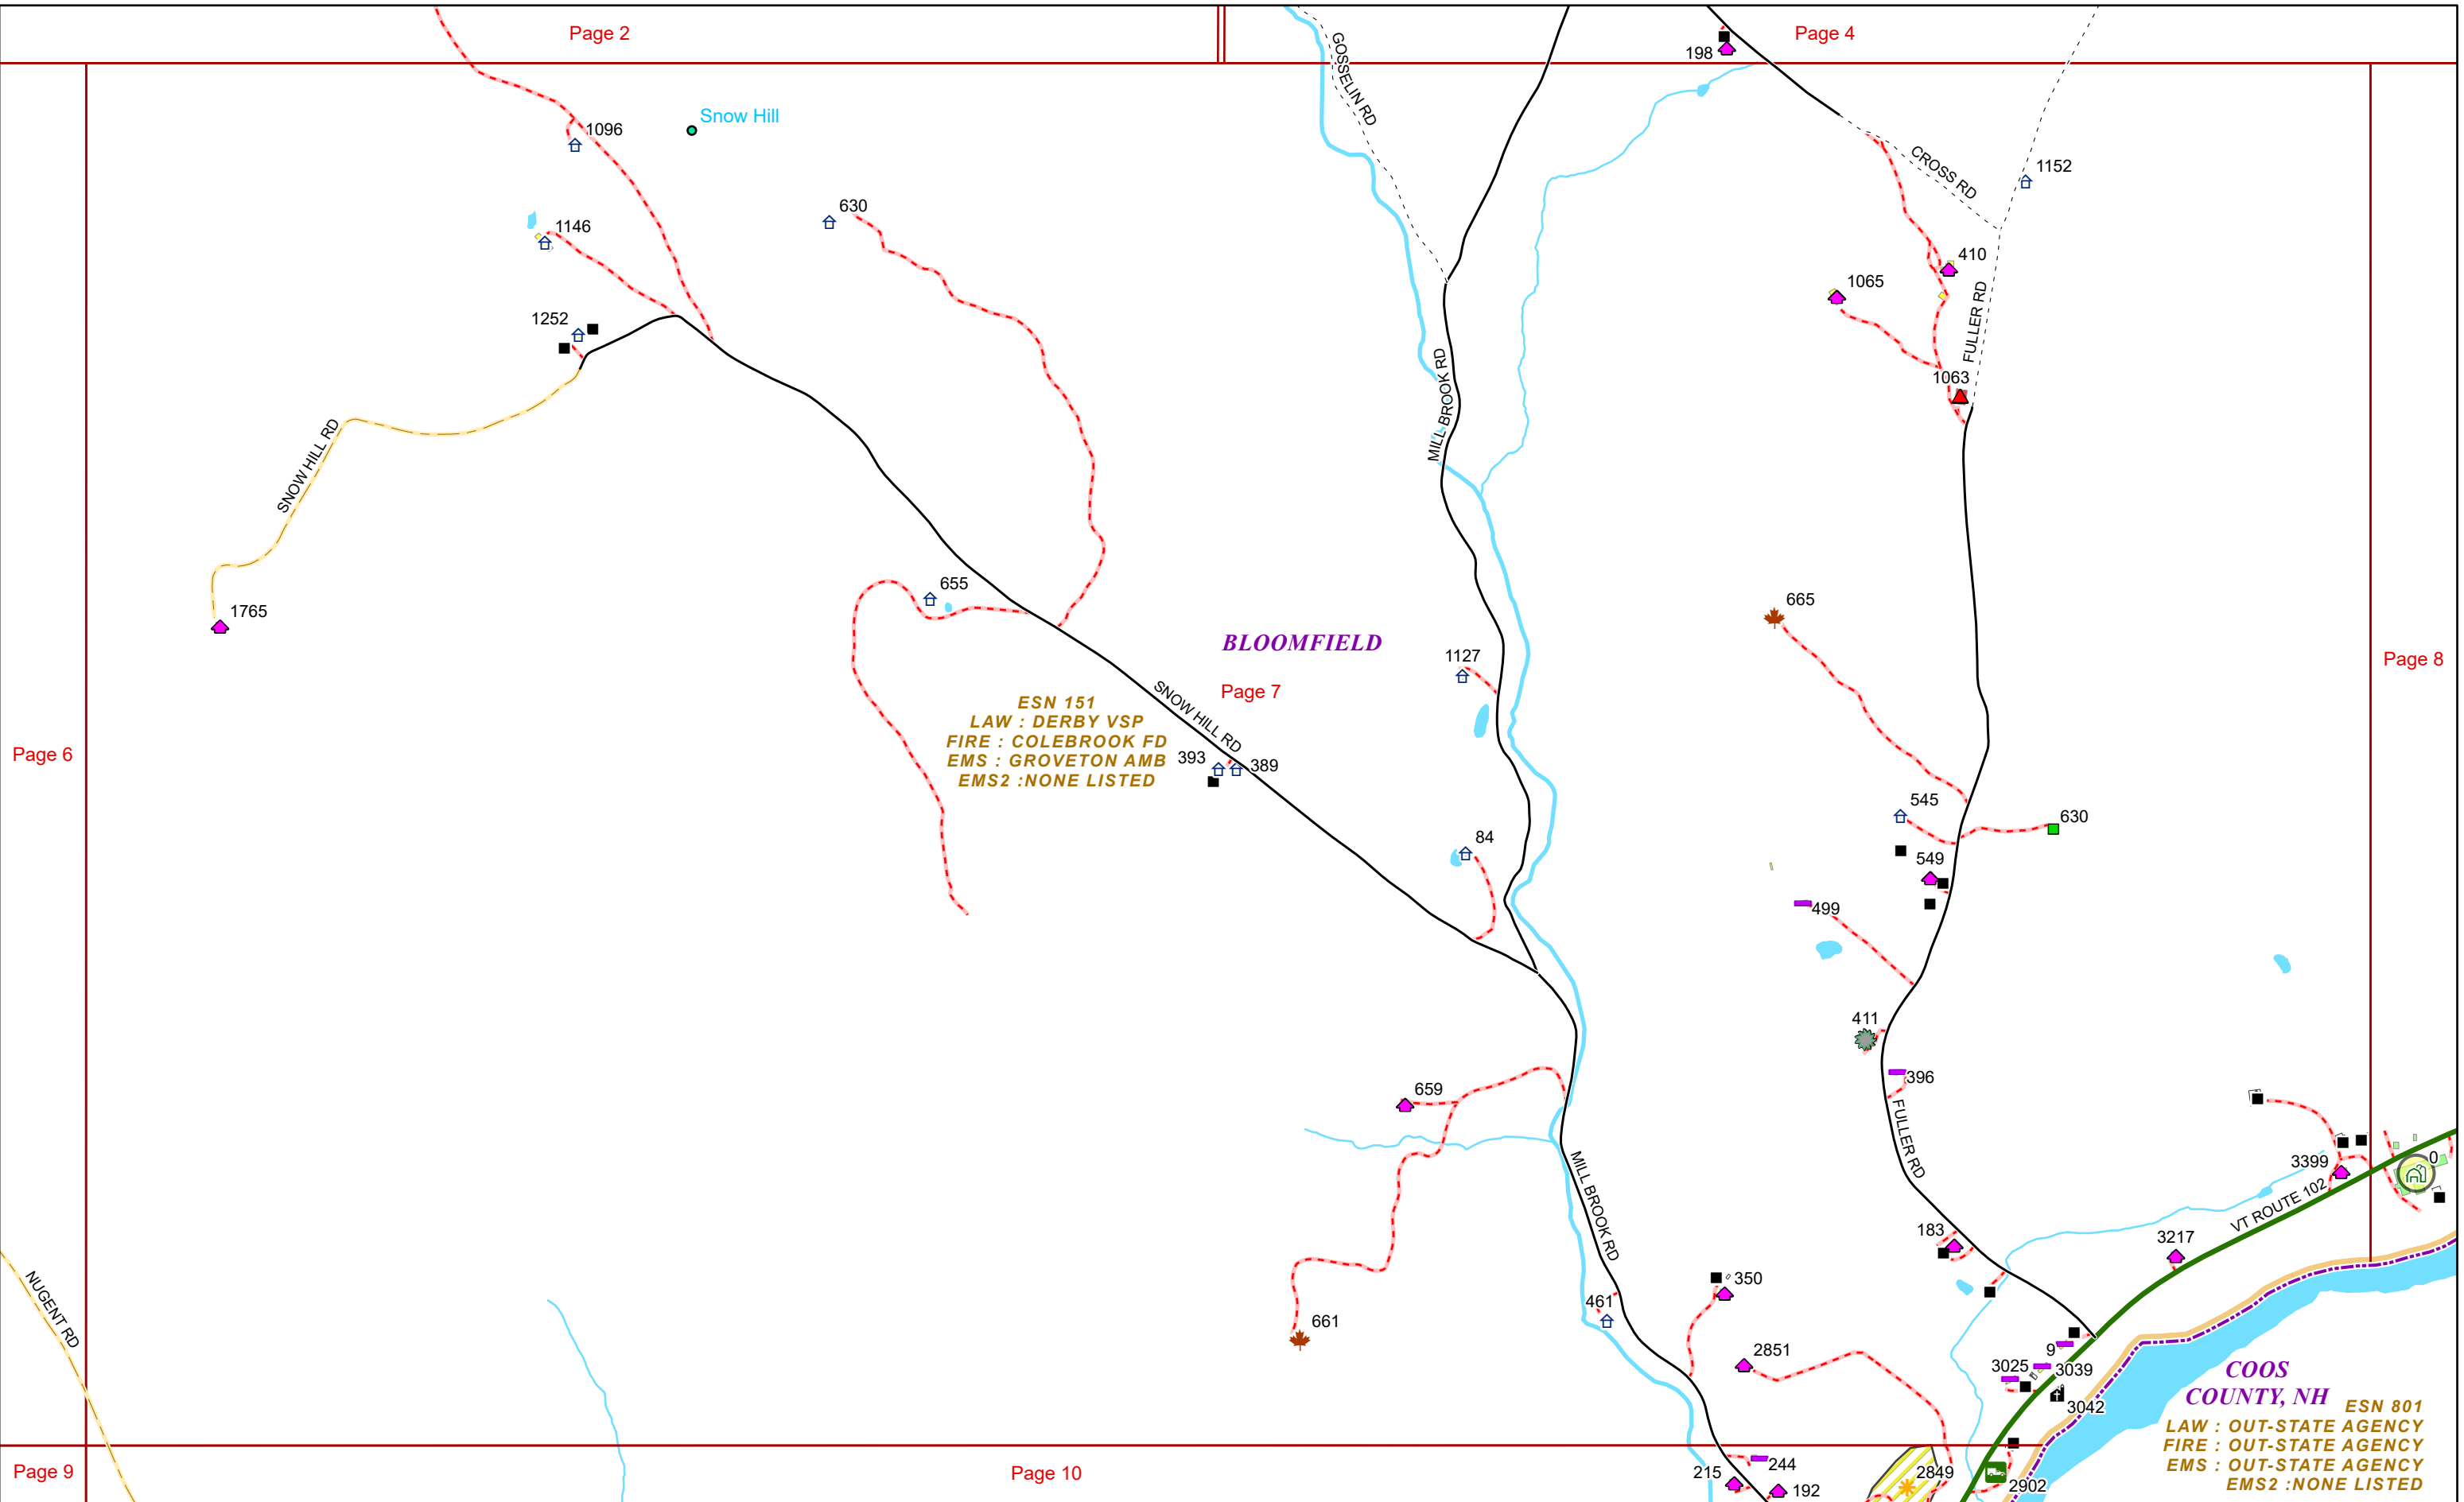 Page 2
Page 4
198
GOSSELIN RD
Snow Hill
1096
CROSS RD
1152
630
1146
410
1065
FULLER RD
1252
MILL BROOK RD
1063
SNOW HILL RD
655
665
1765
BLOOMFIELD
1127
Page 8
Page 7
SNOW HILL RD
ESN 151
LAW : DERBY VSP
FIRE : COLEBROOK FD
EMS : GROVETON AMB
EMS2 :NONE LISTED
Page 6
393
389
545
630
84
549
499
411
396
659
FULLER RD
MILL BROOK RD
3399
0
VT ROUTE 102
183
3217
NUGENT RD
350
461
661
2851
9
3025
3039
3042
COOS
COUNTY, NH
ESN 801
LAW : OUT-STATE AGENCY
FIRE : OUT-STATE AGENCY
EMS : OUT-STATE AGENCY
EMS2 :NONE LISTED
Page 9
Page 10
215
244
192
2849
2902